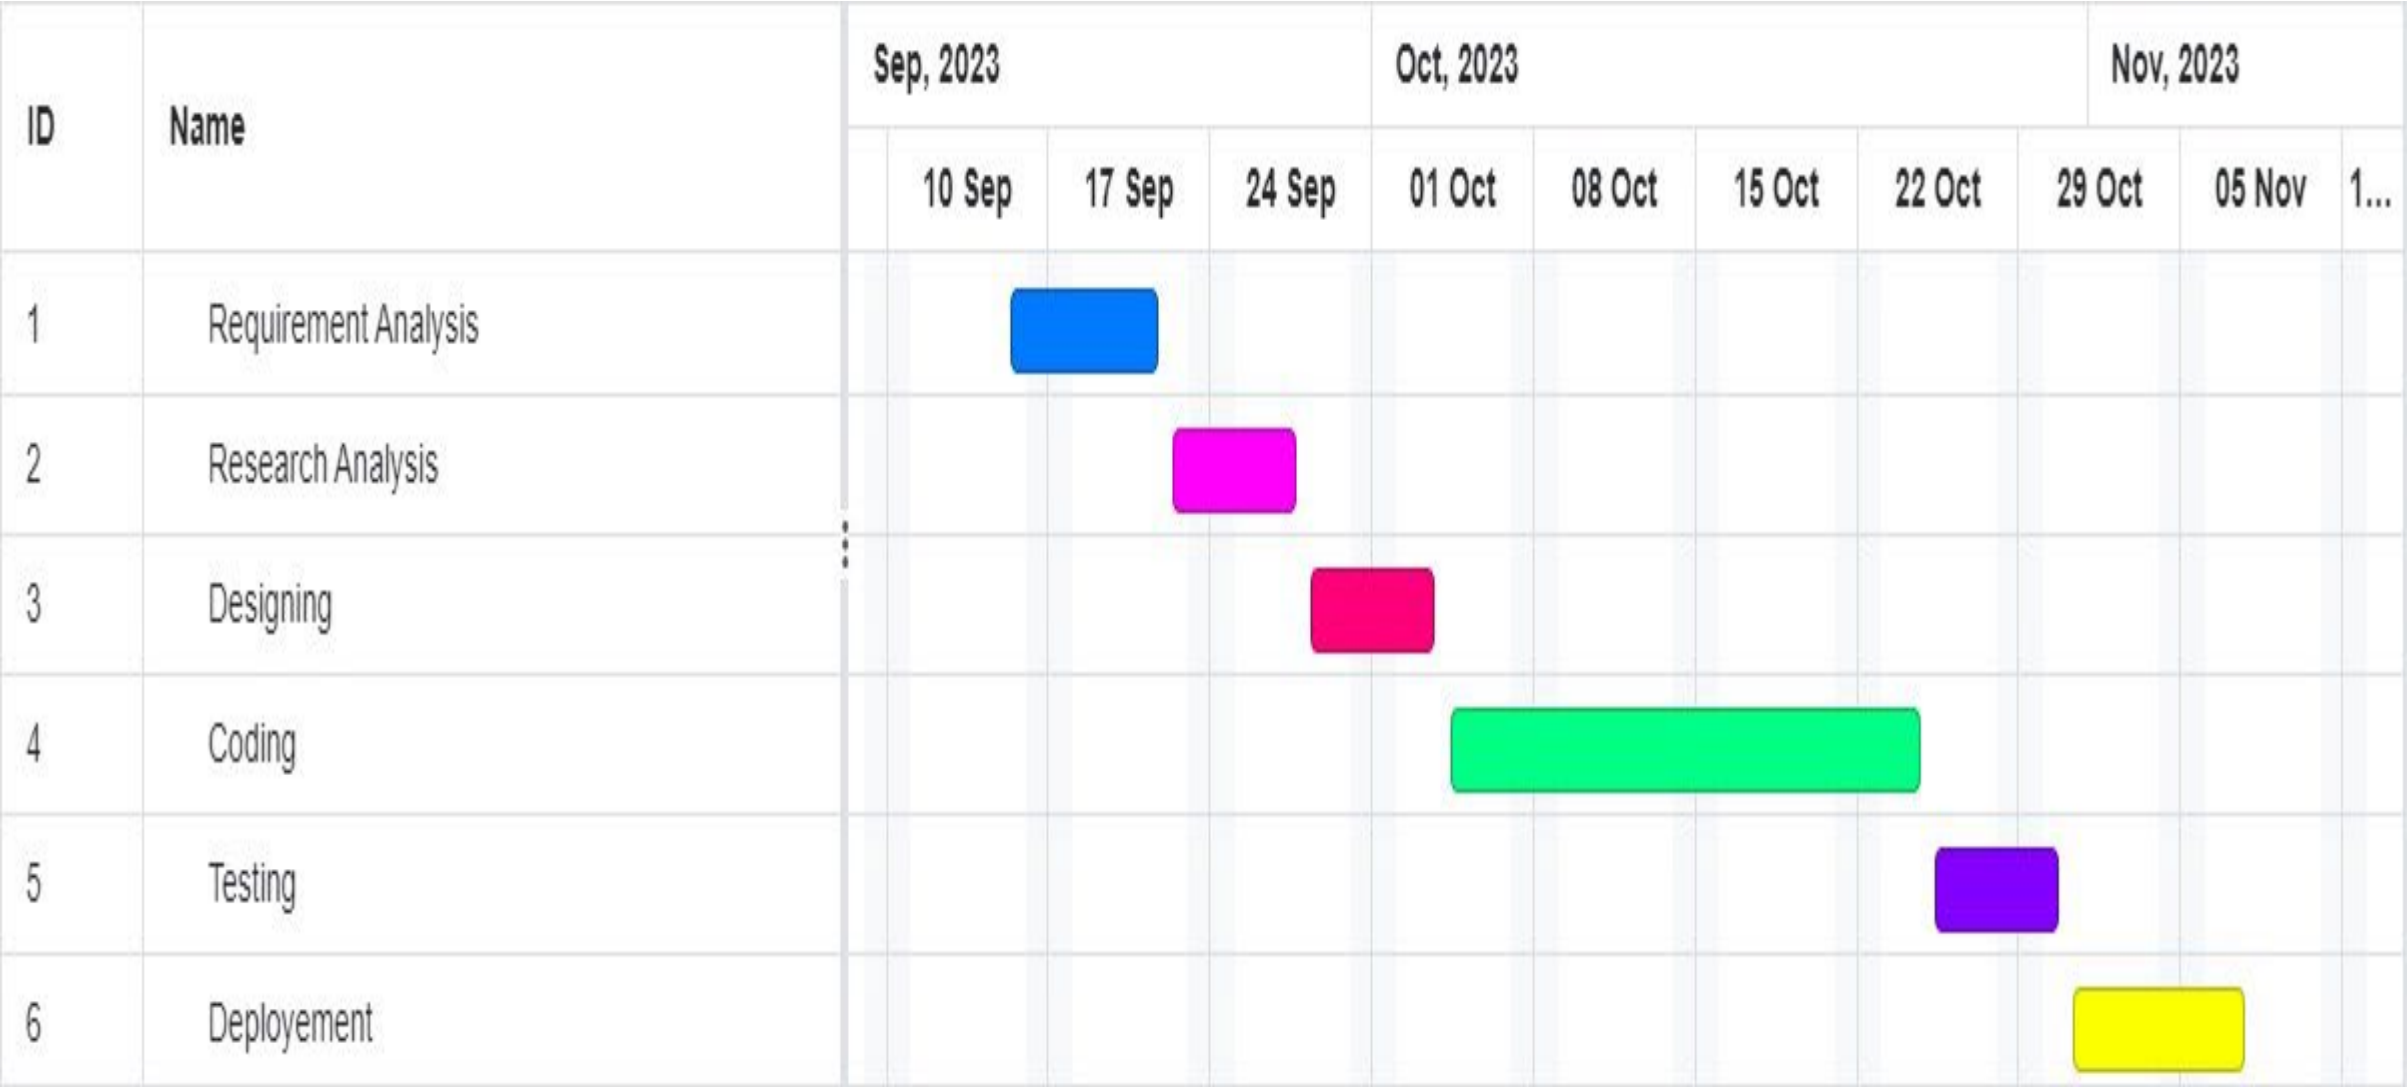 ID Name Sep, 2023 Oct, 2023 Nov, 2023
10 Sep 17 Sep 24 Sep 01 Oct 08 Oct 15 Oct 22 Oct 29 Oct 05 Nov 1...
1 Requirement Analysis
2 Research Analysis
3 Designing
4 Coding
5 Testing
6 Deployement